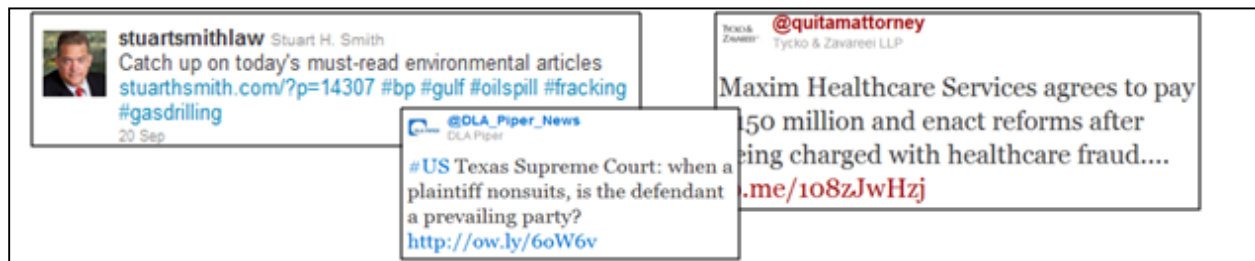 stuartsmithlaw Stuart H. Smith
Catch up on today's must-read environmental articles
stuarthsmith.com/?p=14307 #bp #gulf #oilspill #fracking
#gasdrilling
20 Sep
@DLA_Piper_News
DLA Piper
#US Texas Supreme Court: when a
plaintiff nonsuits, is the defendant
a prevailing party?
http://ow.ly/60W6v
TYCKO &
ZAVAREEI
@quitamattorney
Tycko & Zavareei LLP
Maxim Healthcare Services agrees to pay
150 million and enact reforms after
eing charged with healthcare fraud....
.me/108zJwHzj